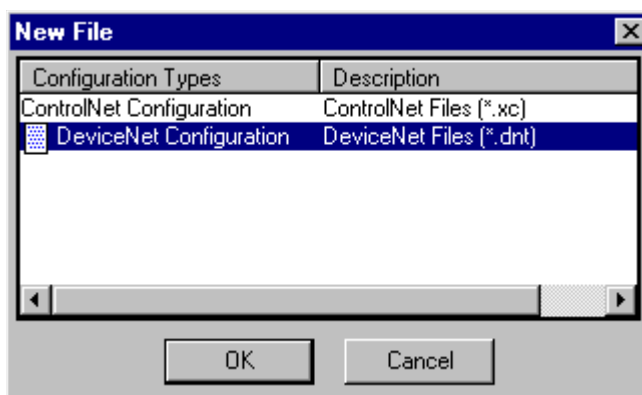 New File
Configuration Types Description
ControlNet Configuration ControlNet Files (*.xc)
DeviceNet Configuration DeviceNet Files (*.dnt)
OK Cancel